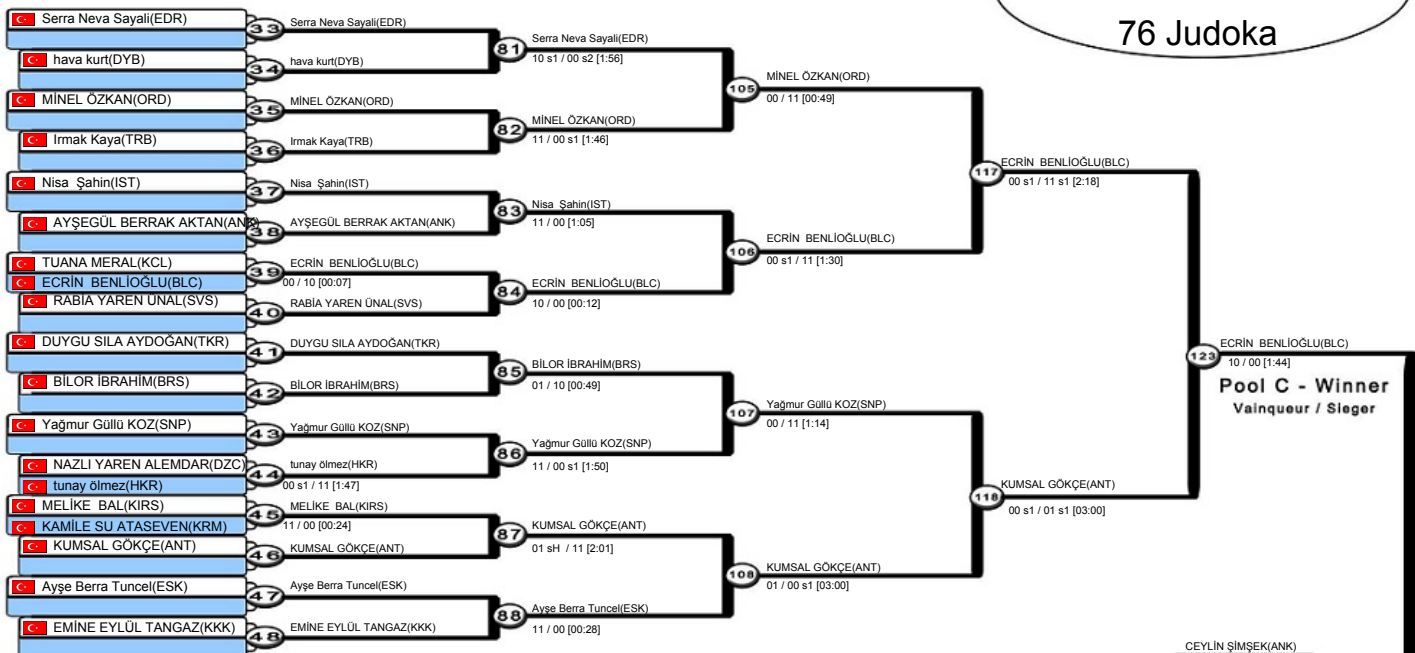 76 Judoka
Serra Neva Sayali(EDR)
hava kurt(DYB)
MİNEL ÖZKAN(ORD)
Irmak Kaya(TRB)
Nisa Şahin(IST)
AYŞEGÜL BERRAK AKTAN(ANK)
TUANA MERAL(KCL)
ECRİN BENLİOĞLU(BLC)
RABİA YAREN ÜNAL(SVS)
DUYGU SILA AYDOĞAN(TKR)
BİLOR İBRAHİM(BRS)
Yağmur Güllü KOZ(SNP)
NAZLI YAREN ALEMDAR(DZC)
tunay ölmez(HKR)
MELİKE BAL(KIRS)
KAMİLE SU ATASEVEN(KRM)
KUMSAL GÖKÇE(ANT)
Ayşe Berra Tuncel(ESK)
EMİNE EYLÜL TANGAZ(KKK)
33 Serra Neva Sayali(EDR)
34 hava kurt(DYB)
35 MİNEL ÖZKAN(ORD)
36 Irmak Kaya(TRB)
37 Nisa Şahin(IST)
38 AYŞEGÜL BERRAK AKTAN(ANK)
39 ECRİN BENLİOĞLU(BLC)
00 / 10 [00:07]
40 RABİA YAREN ÜNAL(SVS)
41 DUYGU SILA AYDOĞAN(TKR)
42 BİLOR İBRAHİM(BRS)
43 Yağmur Güllü KOZ(SNP)
44 tunay ölmez(HKR)
00 s1 / 11 [1:47]
45 MELİKE BAL(KIRS)
11 / 00 [00:24]
46 KUMSAL GÖKÇE(ANT)
47 Ayşe Berra Tuncel(ESK)
48 EMİNE EYLÜL TANGAZ(KKK)
81 Serra Neva Sayali(EDR)
10 s1 / 00 s2 [1:56]
82 MİNEL ÖZKAN(ORD)
11 / 00 s1 [1:46]
83 Nisa Şahin(IST)
11 / 00 [1:05]
84 ECRİN BENLİOĞLU(BLC)
10 / 00 [00:12]
85 BİLOR İBRAHİM(BRS)
01 / 10 [00:49]
86 Yağmur Güllü KOZ(SNP)
11 / 00 s1 [1:50]
87 KUMSAL GÖKÇE(ANT)
01 sH / 11 [2:01]
88 Ayşe Berra Tuncel(ESK)
11 / 00 [00:28]
105 MİNEL ÖZKAN(ORD)
00 / 11 [00:49]
106 ECRİN BENLİOĞLU(BLC)
00 s1 / 11 [1:30]
107 Yağmur Güllü KOZ(SNP)
00 / 11 [1:14]
108 KUMSAL GÖKÇE(ANT)
01 / 00 s1 [03:00]
117 ECRİN BENLİOĞLU(BLC)
00 s1 / 11 s1 [2:18]
118 KUMSAL GÖKÇE(ANT)
00 s1 / 01 s1 [03:00]
123 ECRİN BENLİOĞLU(BLC)
10 / 00 [1:44]
Pool C - Winner
Vainqueur / Sieger
CEYLİN ŞİMŞEK(ANK)